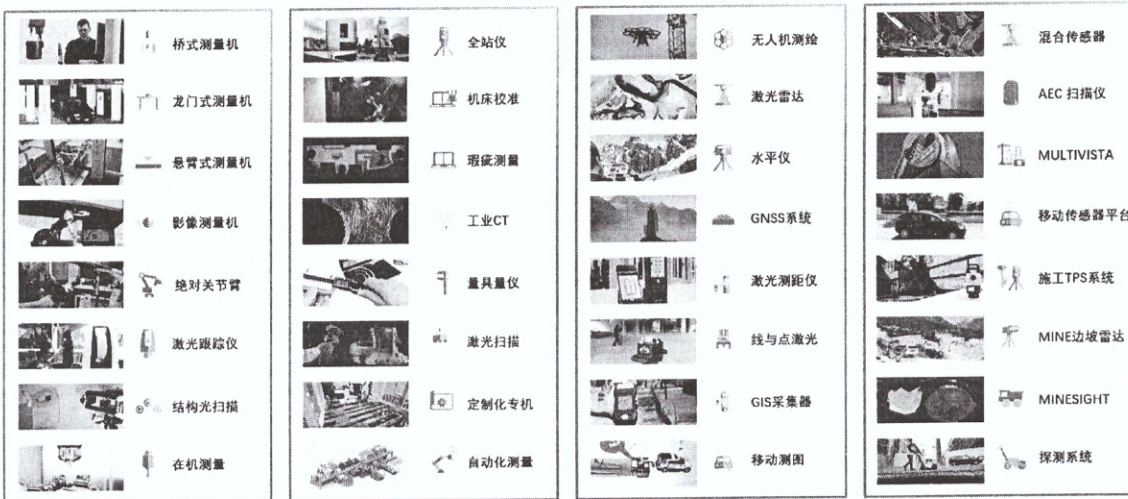 桥式测量机
龙门式测量机
悬臂式测量机
影像测量机
绝对关节臂
激光跟踪仪
结构光扫描
在机测量
全站仪
机床校准
瑕疵测量
工业CT
量具量仪
激光扫描
定制化专机
自动化测量
无人机测绘
激光雷达
水平仪
GNSS系统
激光测距仪
线与点激光
GIS采集器
移动测图
混合传感器
AEC 扫描仪
MULTIVISTA
移动传感器平台
施工TPS系统
MINE边坡雷达
MINESIGHT
探测系统